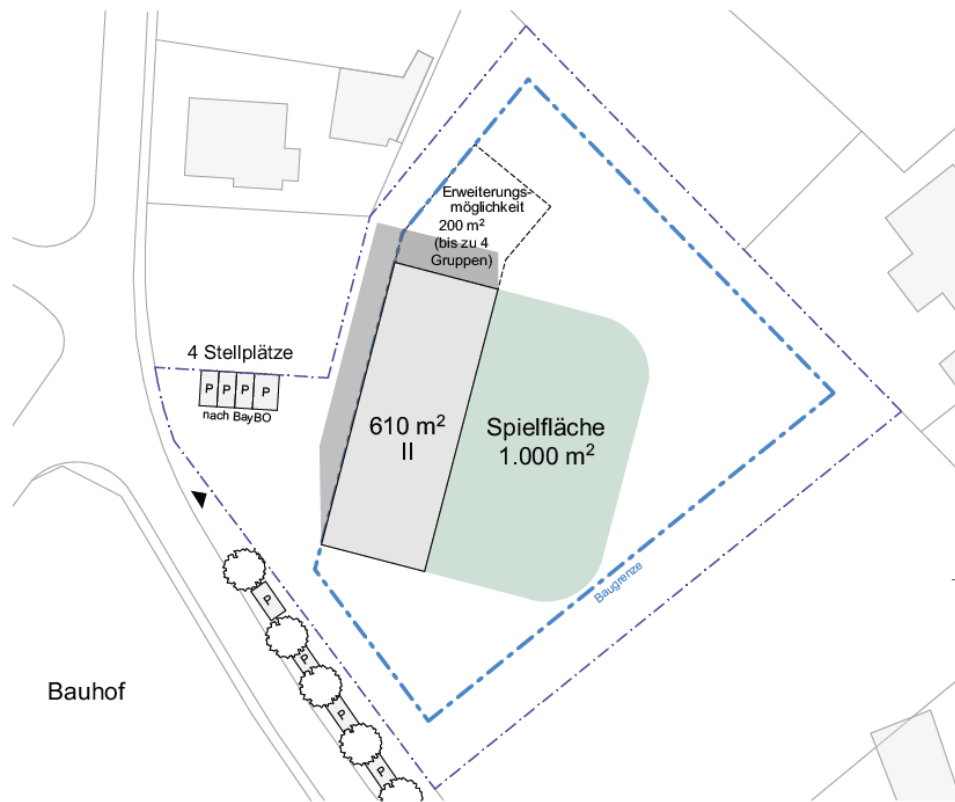 Erweiterungs-
möglichkeit
200 m²
(bis zu 4
Gruppen)
4 Stellplätze
P P P P
nach BayBO
610 m²
II
Spielfläche
1.000 m²
Baugrenze
P
P
P
P
Bauhof